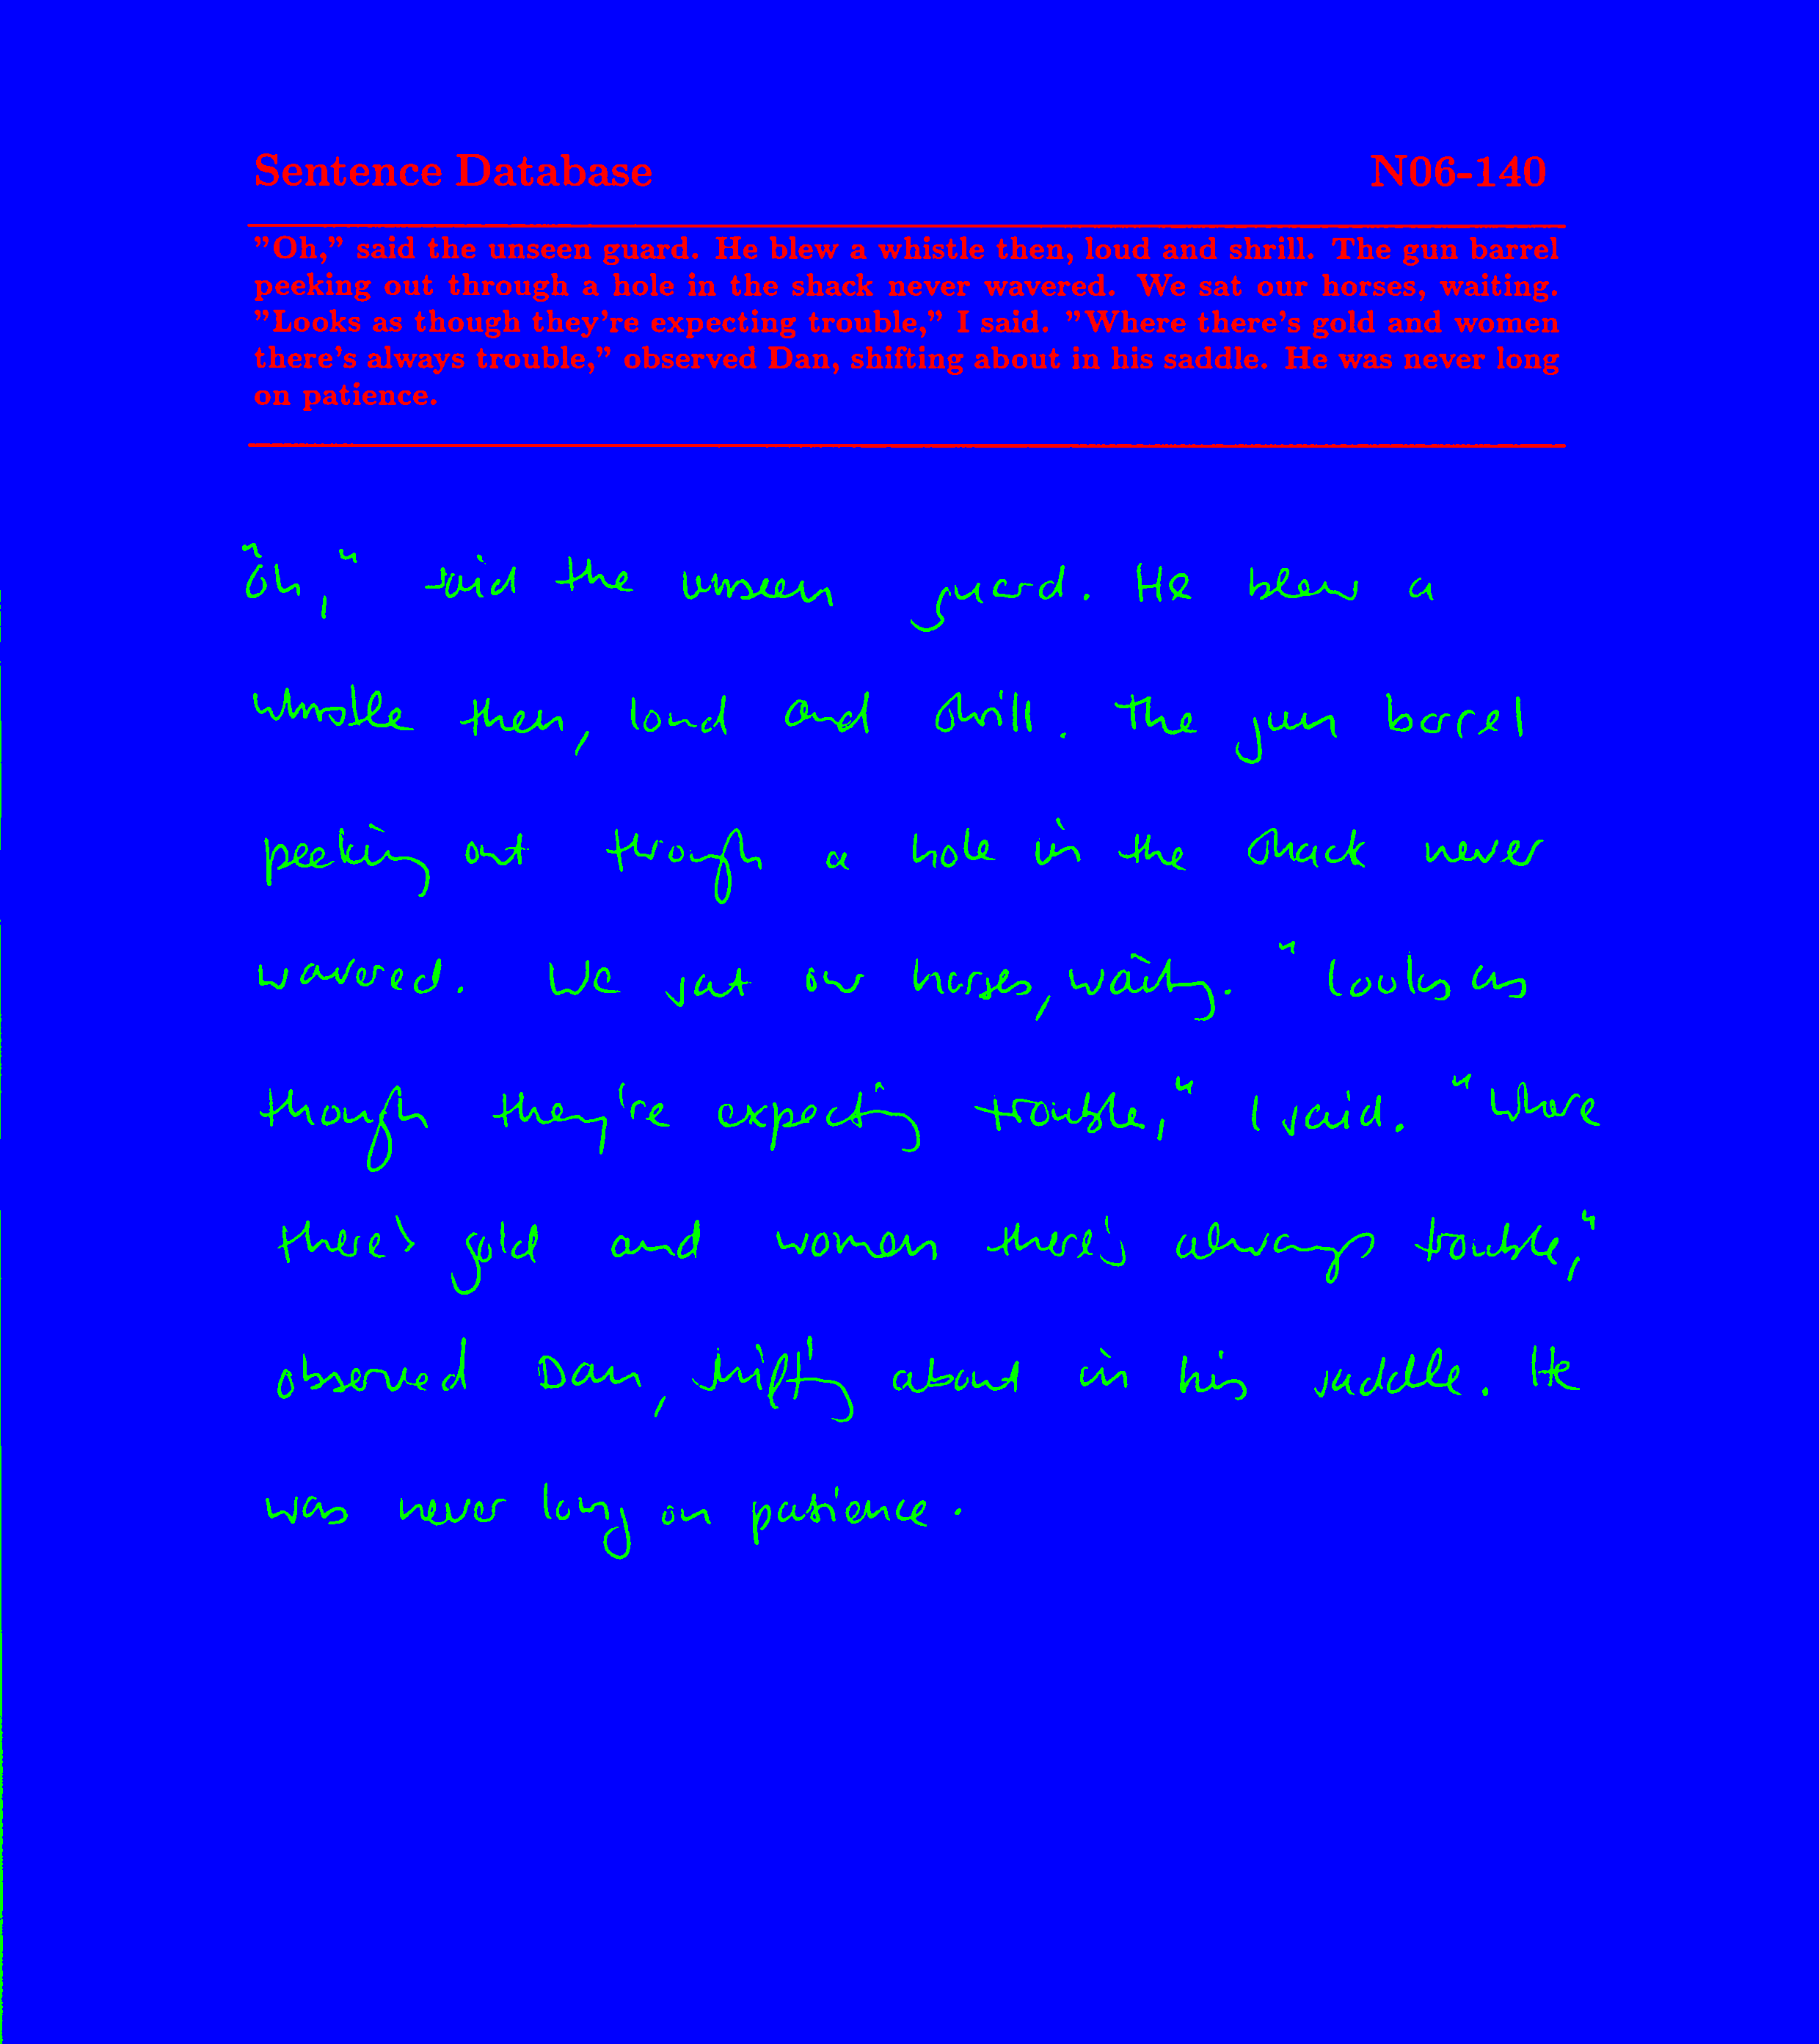 Sentence Database N06-140
"Oh," said the unseen guard. He blew a whistle then, loud and shrill. The gun barrel
peeking out through a hole in the shack never wavered. We sat our horses, waiting.
"Looks as though they're expecting trouble," I said. "Where there's gold and women
there's always trouble," observed Dan, shifting about in his saddle. He was never long
on patience.
"Oh," said the unseen guard. He blew a
whistle then, loud and shrill. The gun barrel
peeking out through a hole in the shack never
wavered. We sat our horses, waiting. "Looks as
though they're expecting trouble," I said. "Where
there's gold and women there's always trouble,"
observed Dan, shifting about in his saddle. He
was never long on patience.